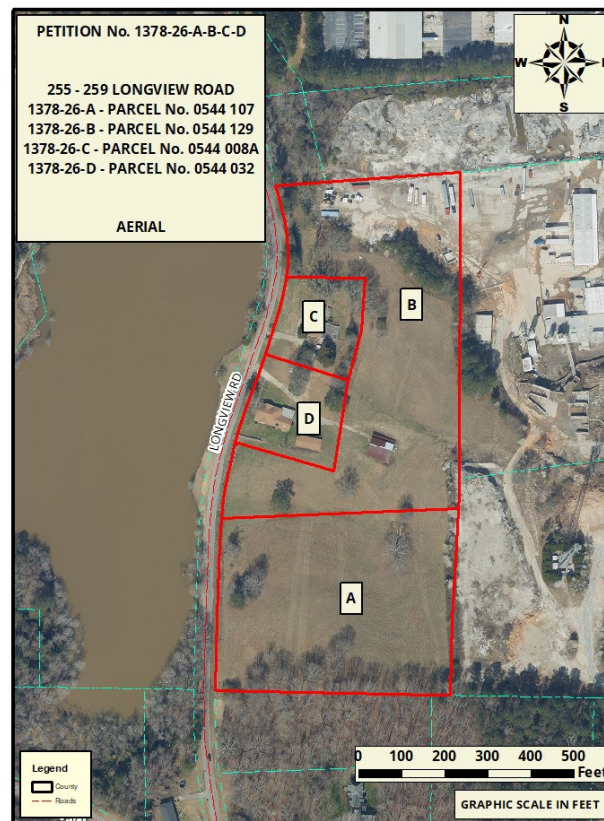 PETITION No. 1378-26-A-B-C-D
255 - 259 LONGVIEW ROAD
1378-26-A - PARCEL No. 0544 107
1378-26-B - PARCEL No. 0544 129
1378-26-C - PARCEL No. 0544 008A
1378-26-D - PARCEL No. 0544 032
AERIAL
N
W
S
C
B
D
LONGVIEW RD
A
Legend
County
Roads
0 100 200 300 400 500
Feet
GRAPHIC SCALE IN FEET